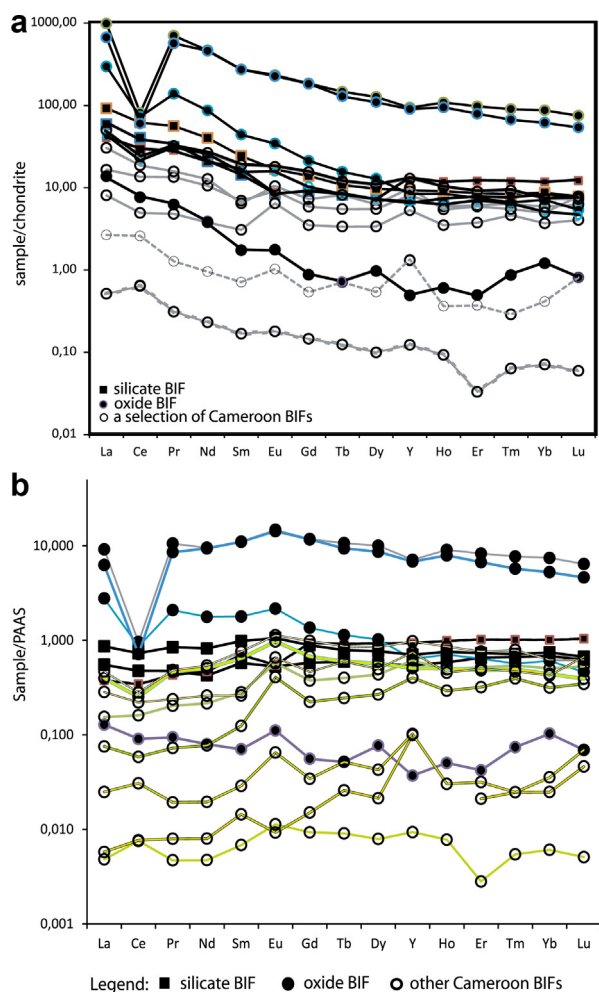 a
1000,00
100,00
10,00
1,00
0,10
0,01
sample/chondrite
silicate BIF
oxide BIF
a selection of Cameroon BIFs
La Ce Pr Nd Sm Eu Gd Tb Dy Y Ho Er Tm Yb Lu
b
10,000
1,000
0,100
0,010
0,001
Sample/PAAS
La Ce Pr Nd Sm Eu Gd Tb Dy Y Ho Er Tm Yb Lu
Legend: silicate BIF oxide BIF other Cameroon BIFs